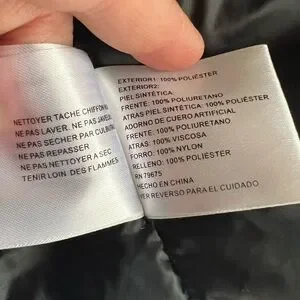 NETTOYER TACHE CHIFFON
NE PAS LAVER. NE PAS
NE PAS SECHER PAR
NE PAS REPASSER
NE PAS NETTOYER À SEC
TENIR LOIN DES FLAMMES
EXTERIOR1: 100% POLIÉSTER
EXTERIOR2:
PIEL SINTÉTICA:
FRENTE: 100% POLIURETANO
ATRAS PIEL SINTÉTICA:
ADORNO DE CUERO ARTIFICIAL
FRENTE: 100% POLIURETANO
ATRAS: 100% VISCOSA
FORRO: 100% NYLON
RELLENO: 100% POLIÉSTER
RN 79675
HECHO EN CHINA
VER REVERSO PARA EL CUIDADO